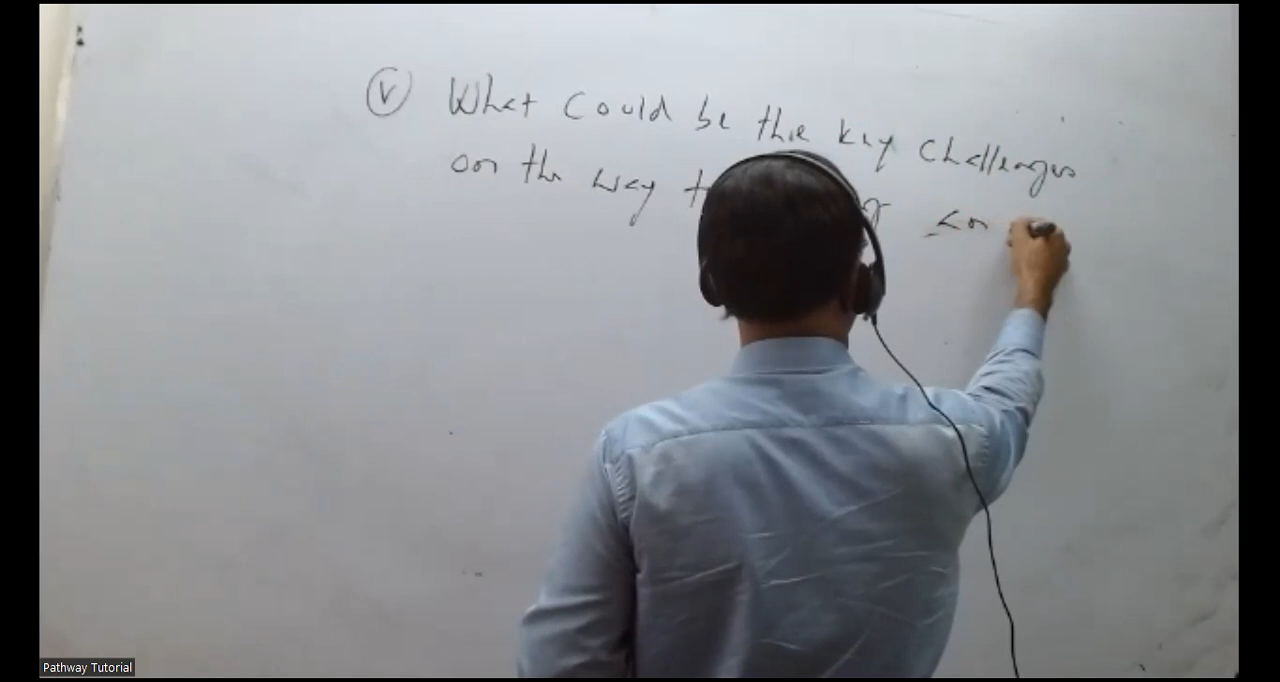 (v) What could be the key challenges
on the way
Pathway Tutorial